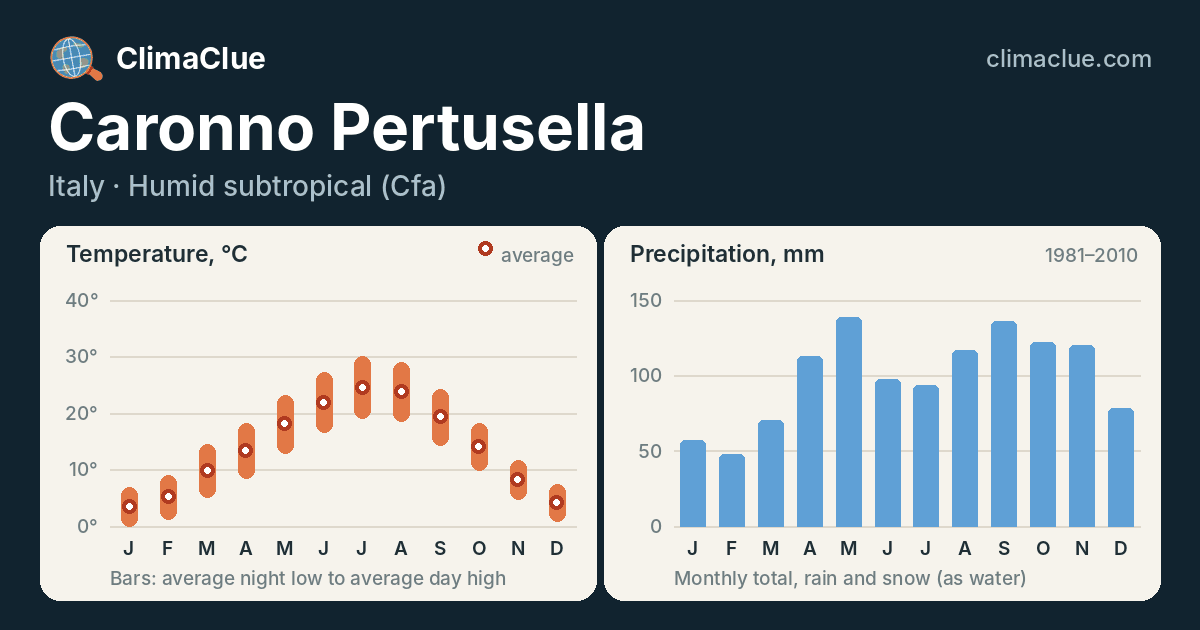 ClimaClue
climaclue.com
Caronno Pertusella
Italy · Humid subtropical (Cfa)
Temperature, °C
average
40°
30°
20°
10°
0°
J F M A M J J A S O N D
Bars: average night low to average day high
Precipitation, mm
1981–2010
150
100
50
0
J F M A M J J A S O N D
Monthly total, rain and snow (as water)